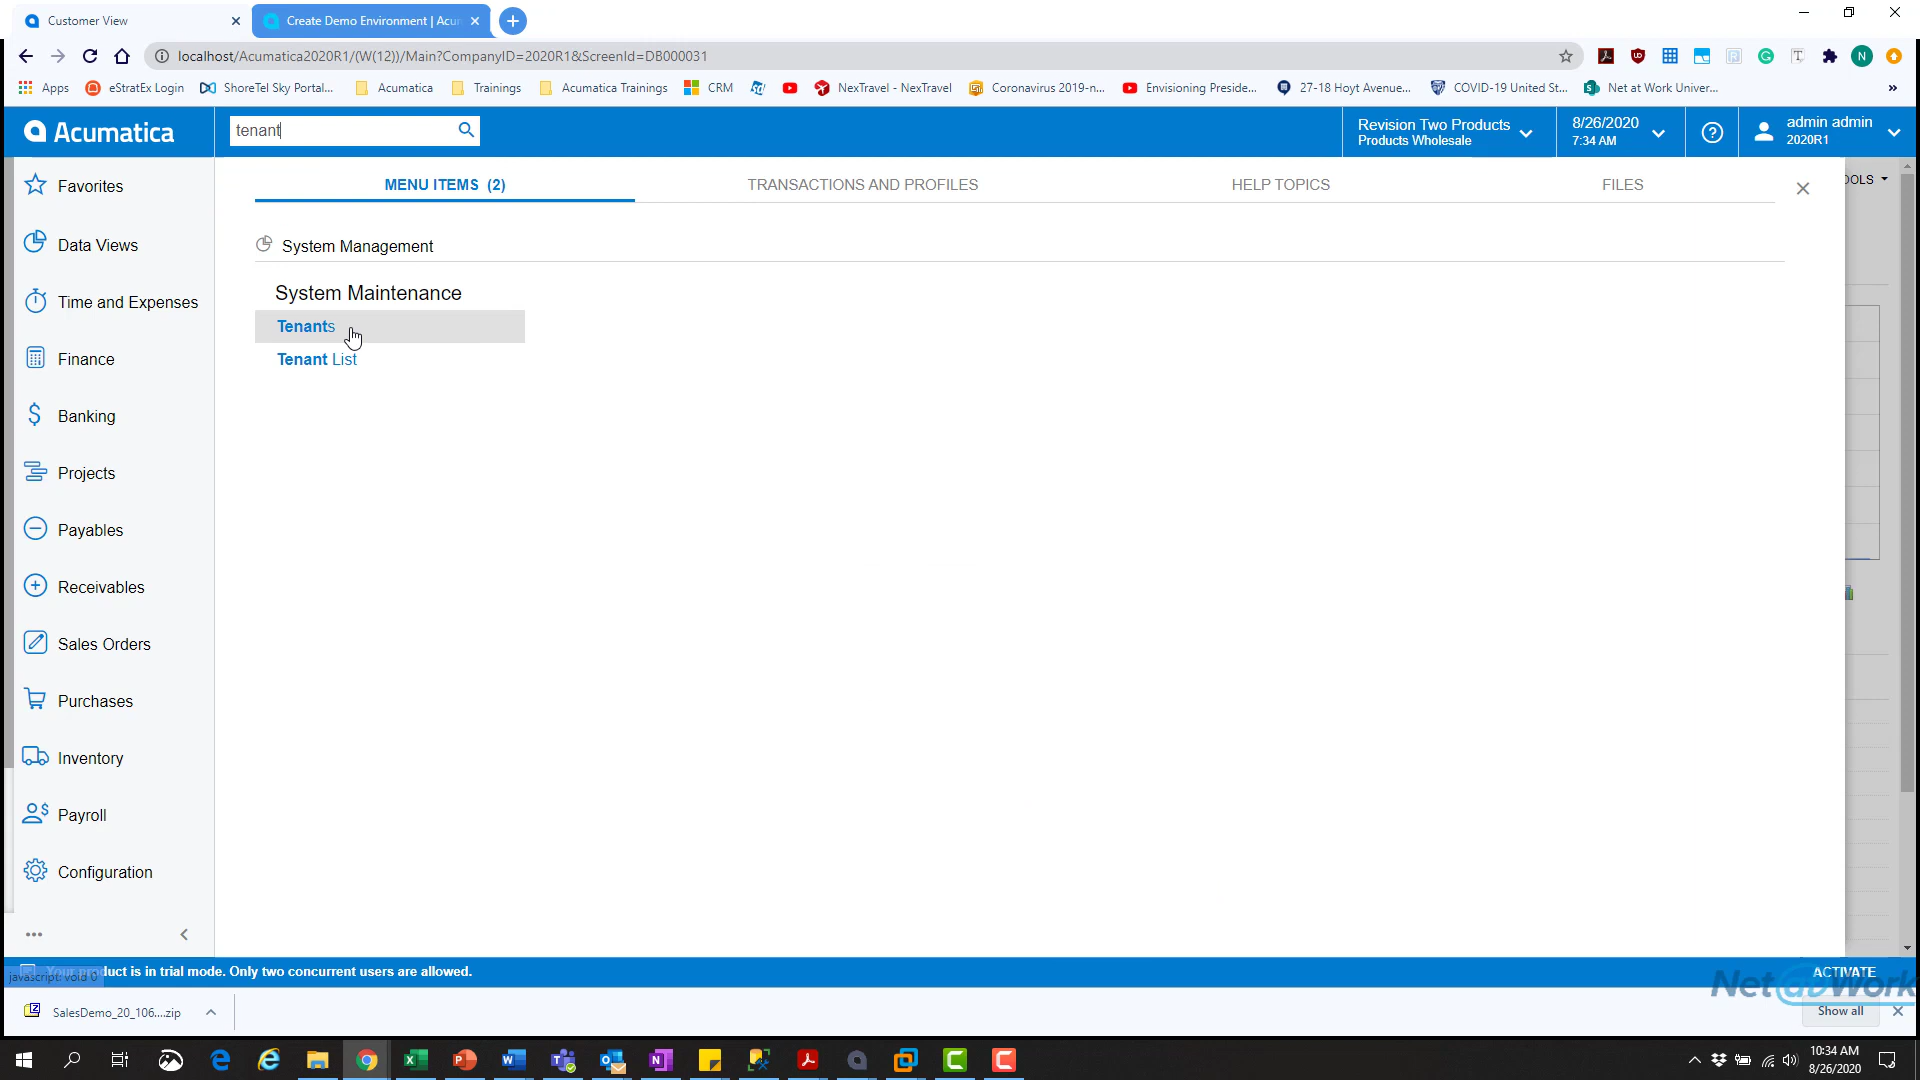 Customer View
Create Demo Environment | Acu
localhost/Acumatica2020R1/(W(12))/Main?CompanyID=2020R1&ScreenId=DB000031
Apps
eStratEx Login
ShoreTel Sky Portal...
Acumatica
Trainings
Acumatica Trainings
CRM
NexTravel - NexTravel
Coronavirus 2019-n...
Envisioning Preside...
27-18 Hoyt Avenue...
COVID-19 United St...
Net at Work Univer...
Acumatica
tenant
Revision Two Products
Products Wholesale
8/26/2020
7:34 AM
admin admin
2020R1
MENU ITEMS (2)
TRANSACTIONS AND PROFILES
HELP TOPICS
FILES
OOLS
System Management
System Maintenance
Tenants
Tenant List
Favorites
Data Views
Time and Expenses
Finance
Banking
Projects
Payables
Receivables
Sales Orders
Purchases
Inventory
Payroll
Configuration
Your product is in trial mode. Only two concurrent users are allowed.
javascript: void 0
ACTIVATE
Net at Work
SalesDemo_20_106....zip
Show all
10:34 AM
8/26/2020